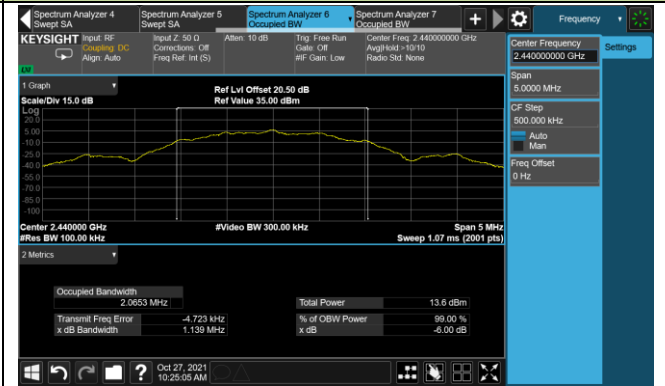 Spectrum Analyzer 4
Swept SA
Spectrum Analyzer 5
Swept SA
Spectrum Analyzer 6
Occupied BW
Spectrum Analyzer 7
Occupied BW
+
Frequency
KEYSIGHT
Input: RF
Coupling: DC
Align: Auto
Input Z: 50 Ω
Corrections: Off
Freq Ref: Int (S)
Atten: 10 dB
Trig: Free Run
Gate: Off
#IF Gain: Low
Center Freq: 2.440000000 GHz
Avg|Hold:>10/10
Radio Std: None
Center Frequency
2.440000000 GHz
Settings
Span
5.0000 MHz
CF Step
500.000 kHz
Auto
Man
Freq Offset
0 Hz
1 Graph
Scale/Div 15.0 dB
Ref Lvl Offset 20.50 dB
Ref Value 35.00 dBm
Log
20.0
5.00
-10.0
-25.0
-40.0
-55.0
-70.0
-85.0
-100
Center 2.440000 GHz
#Res BW 100.00 kHz
#Video BW 300.00 kHz
Span 5 MHz
Sweep 1.07 ms (2001 pts)
2 Metrics
Occupied Bandwidth
2.0653 MHz
Total Power 13.6 dBm
Transmit Freq Error -4.723 kHz
% of OBW Power 99.00 %
x dB Bandwidth 1.139 MHz
x dB -6.00 dB
?
Oct 27, 2021
10:25:05 AM